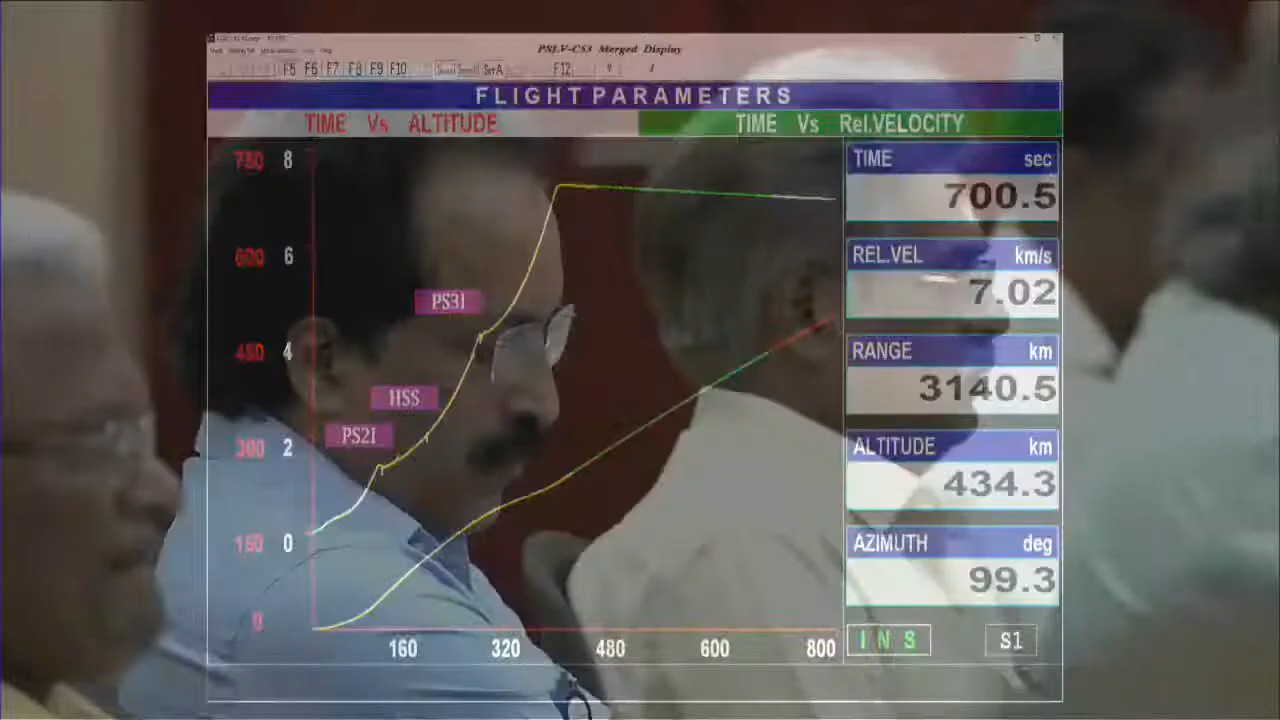 PSLV-C53 Merged Display
F5 F6 F7 F8 F9 F10 Set A F12
FLIGHT PARAMETERS
TIME Vs ALTITUDE TIME Vs Rel.VELOCITY
750 8
600 6
450 4
300 2
150 0
0
PS3I
HSS
PS2I
160 320 480 600 800
TIME sec
700.5
REL.VEL km/s
7.02
RANGE km
3140.5
ALTITUDE km
434.3
AZIMUTH deg
99.3
INS S1